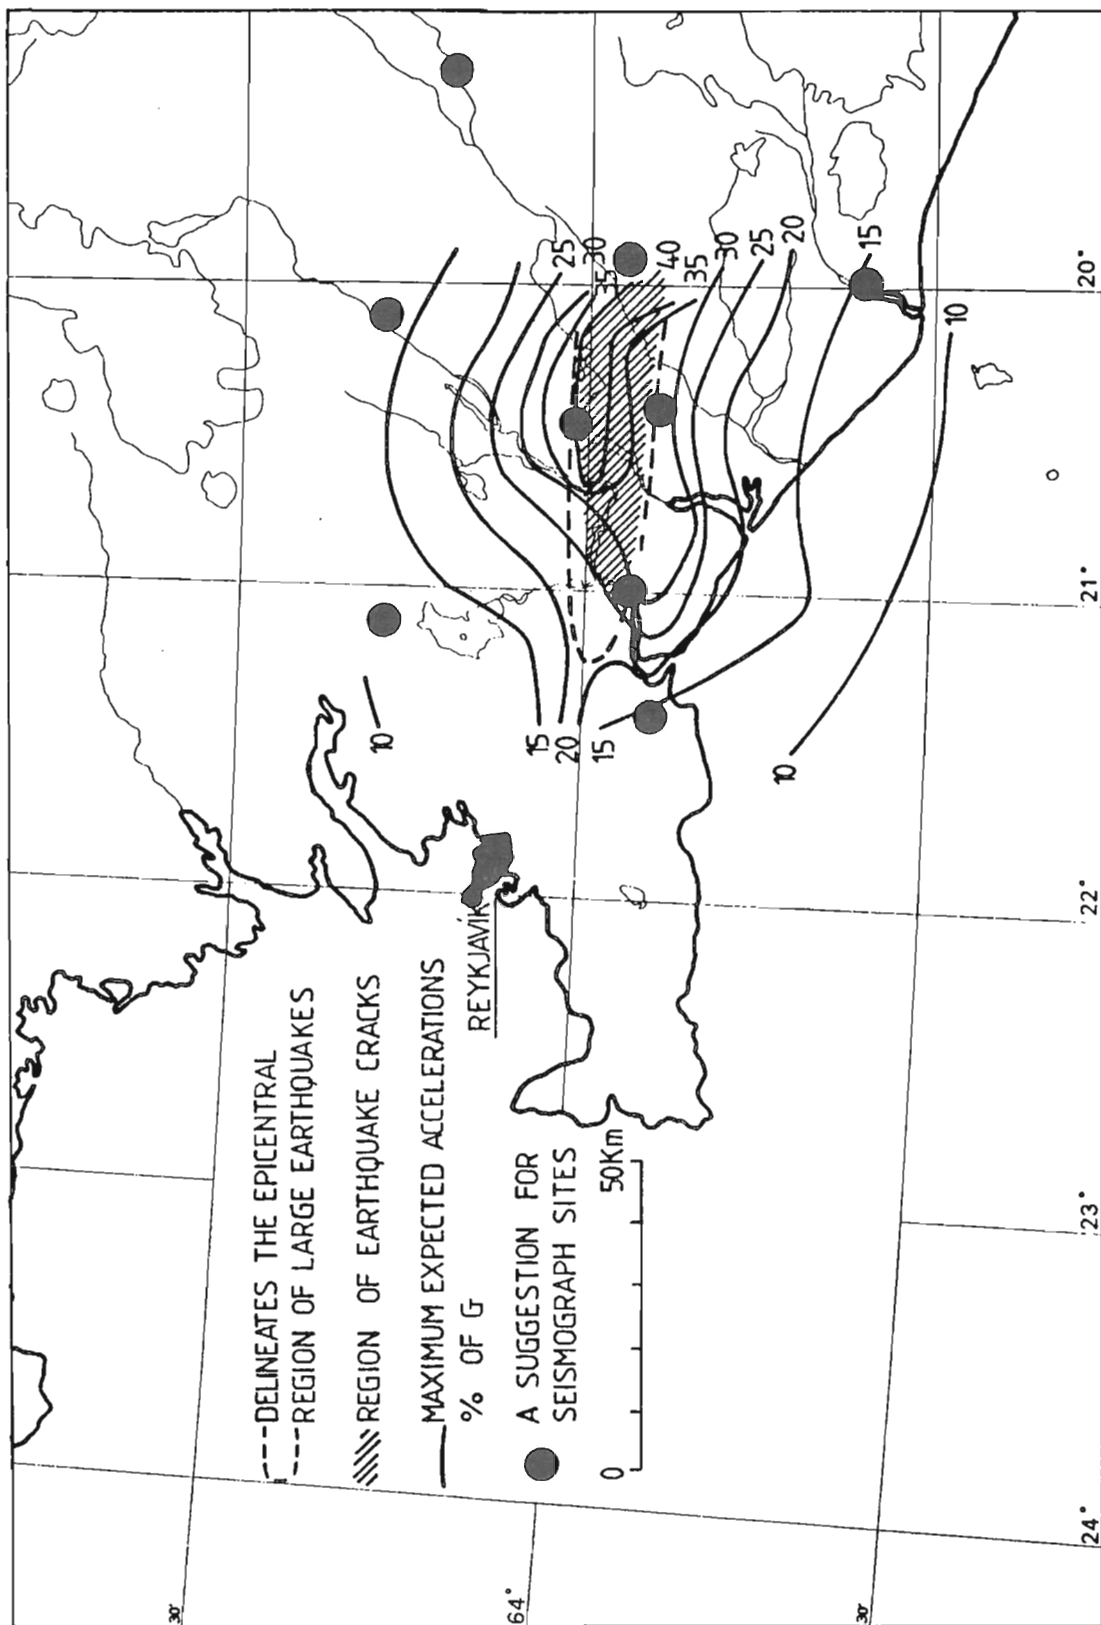 DELINEATES THE EPICENTRAL
REGION OF LARGE EARTHQUAKES
REGION OF EARTHQUAKE CRACKS
MAXIMUM EXPECTED ACCELERATIONS
% OF G
A SUGGESTION FOR
SEISMOGRAPH SITES
0 50Km
REYKJAVÍK
10
15
20
15
10
25
30
35
40
35
30
25
20
15
10
30'
64°
30'
24°
23°
22°
21°
20°